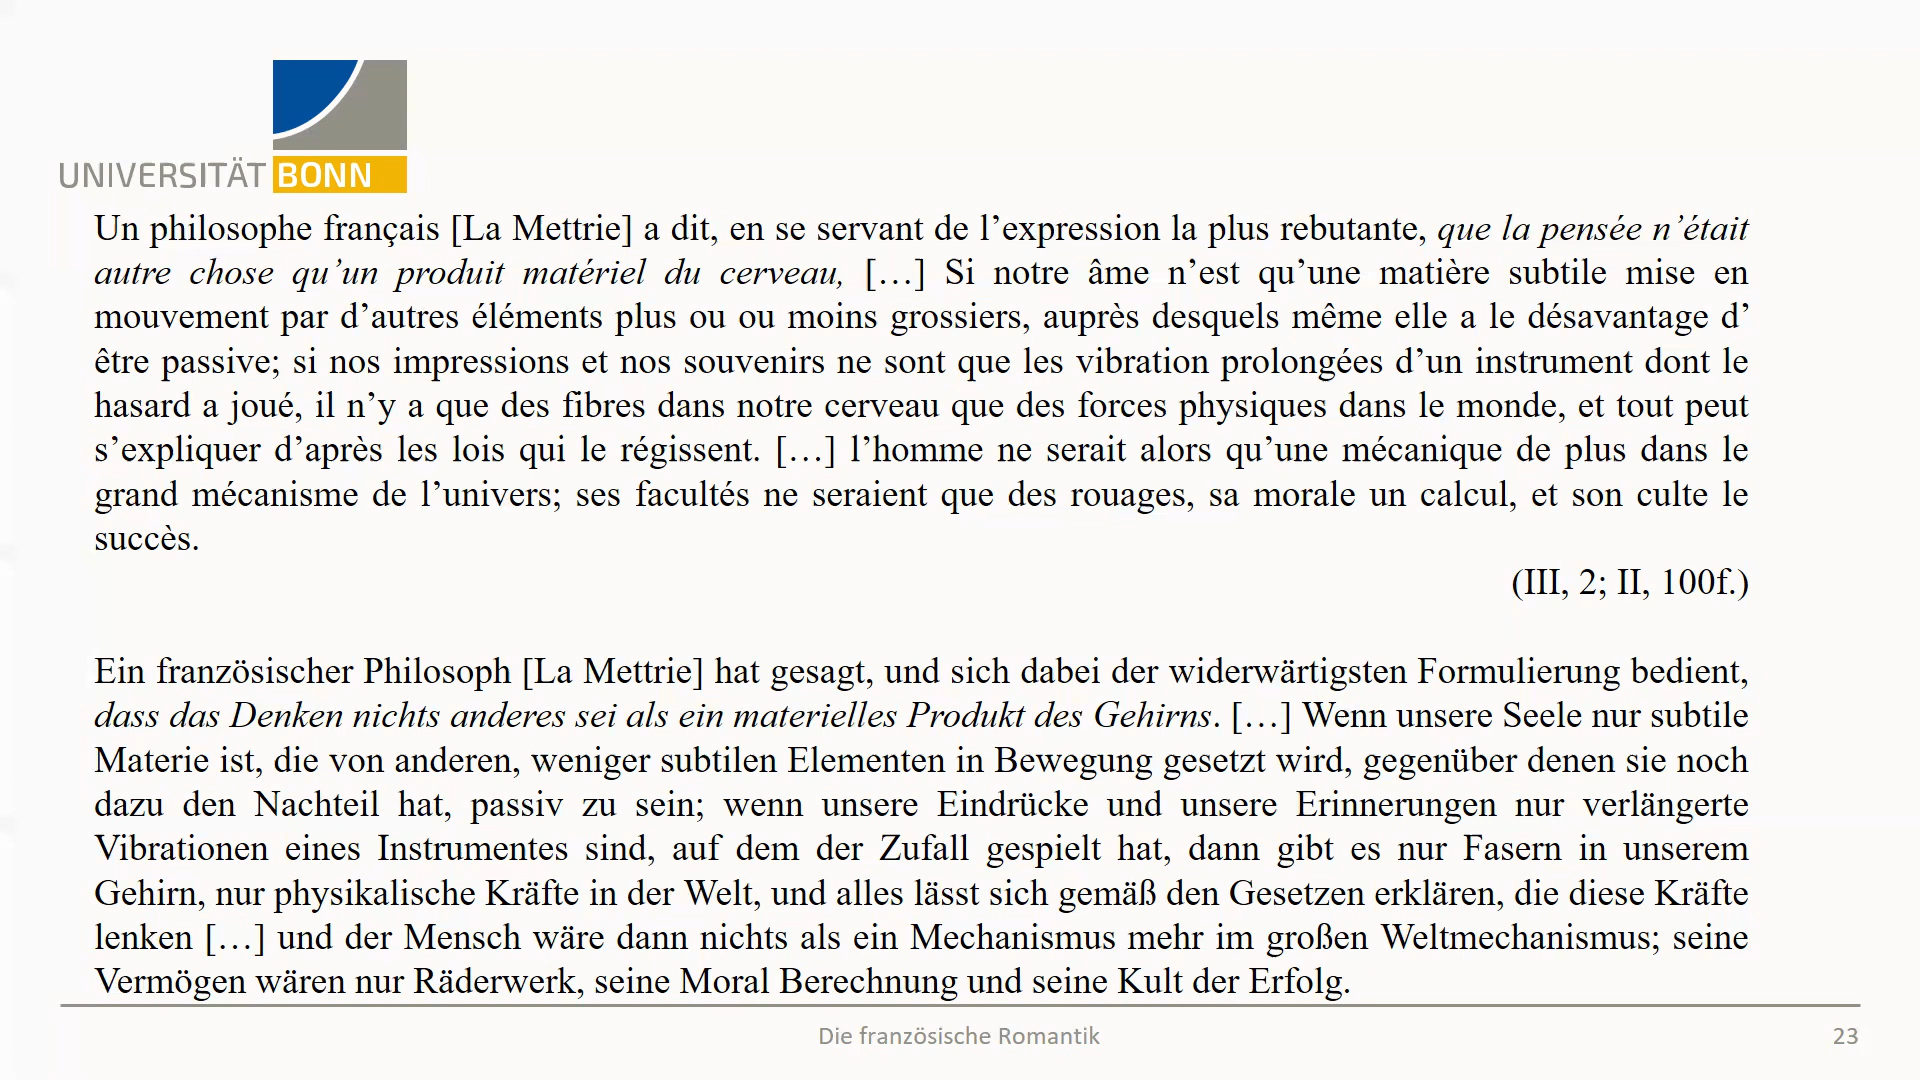 UNIVERSITÄT BONN
Un philosophe français [La Mettrie] a dit, en se servant de l’expression la plus rebutante, que la pensée n’était
autre chose qu’un produit matériel du cerveau, […] Si notre âme n’est qu’une matière subtile mise en
mouvement par d’autres éléments plus ou ou moins grossiers, auprès desquels même elle a le désavantage d’
être passive; si nos impressions et nos souvenirs ne sont que les vibration prolongées d’un instrument dont le
hasard a joué, il n’y a que des fibres dans notre cerveau que des forces physiques dans le monde, et tout peut
s’expliquer d’après les lois qui le régissent. […] l’homme ne serait alors qu’une mécanique de plus dans le
grand mécanisme de l’univers; ses facultés ne seraient que des rouages, sa morale un calcul, et son culte le
succès.
(III, 2; II, 100f.)
Ein französischer Philosoph [La Mettrie] hat gesagt, und sich dabei der widerwärtigsten Formulierung bedient,
dass das Denken nichts anderes sei als ein materielles Produkt des Gehirns. […] Wenn unsere Seele nur subtile
Materie ist, die von anderen, weniger subtilen Elementen in Bewegung gesetzt wird, gegenüber denen sie noch
dazu den Nachteil hat, passiv zu sein; wenn unsere Eindrücke und unsere Erinnerungen nur verlängerte
Vibrationen eines Instrumentes sind, auf dem der Zufall gespielt hat, dann gibt es nur Fasern in unserem
Gehirn, nur physikalische Kräfte in der Welt, und alles lässt sich gemäß den Gesetzen erklären, die diese Kräfte
lenken […] und der Mensch wäre dann nichts als ein Mechanismus mehr im großen Weltmechanismus; seine
Vermögen wären nur Räderwerk, seine Moral Berechnung und seine Kult der Erfolg.
Die französische Romantik
23